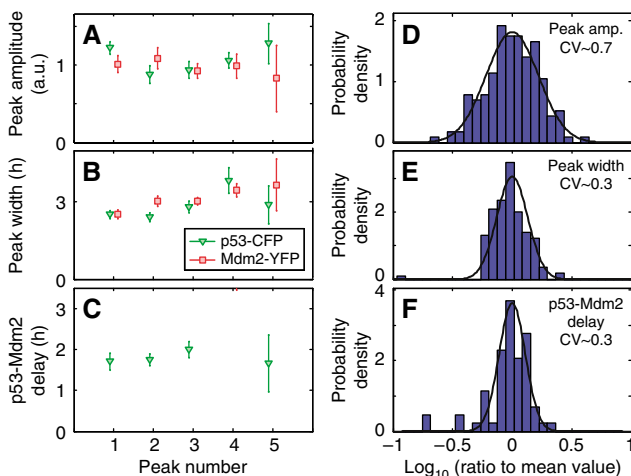 A
Peak amplitude
(a.u.)
1
0
B
Peak width (h)
3
0
p53-CFP
Mdm2-YFP
C
p53-Mdm2
delay (h)
3
2
1
0
1 2 3 4 5
Peak number
D
Peak amp.
CV~0.7
Probability
density
2
1
0
E
Peak width
CV~0.3
Probability
density
2
0
F
p53-Mdm2
delay
CV~0.3
Probability
density
4
2
0
−1 −0.5 0 0.5 1
Log10 (ratio to mean value)